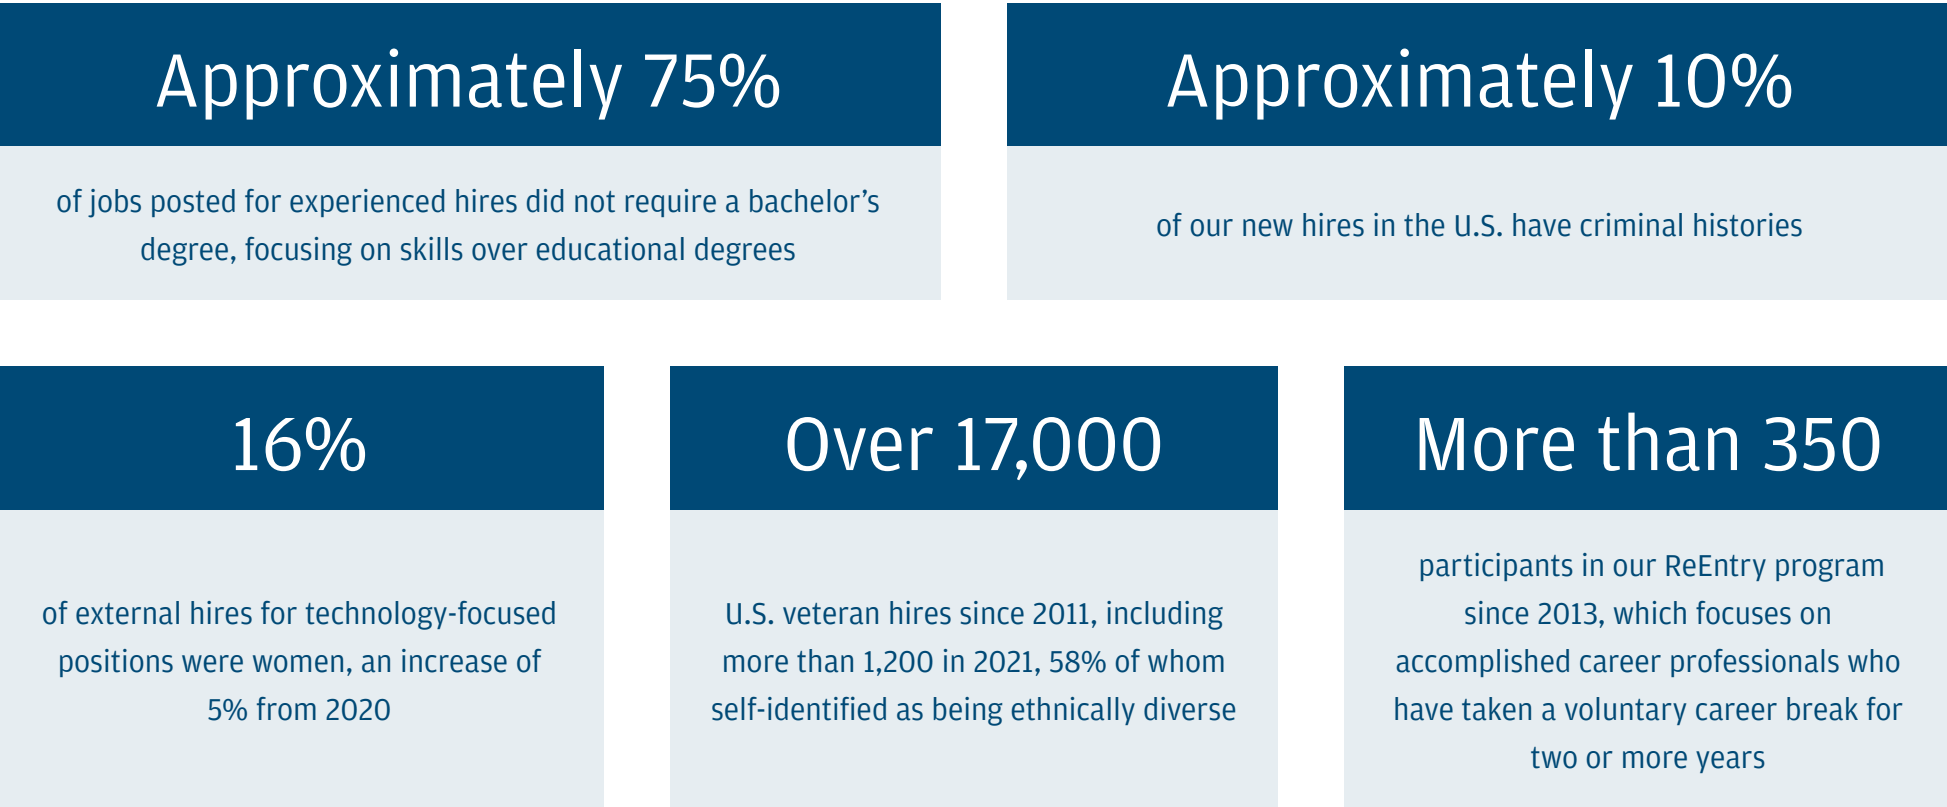 Approximately 75%
of jobs posted for experienced hires did not require a bachelor’s
degree, focusing on skills over educational degrees
Approximately 10%
of our new hires in the U.S. have criminal histories
16%
of external hires for technology-focused
positions were women, an increase of
5% from 2020
Over 17,000
U.S. veteran hires since 2011, including
more than 1,200 in 2021, 58% of whom
self-identified as being ethnically diverse
More than 350
participants in our ReEntry program
since 2013, which focuses on
accomplished career professionals who
have taken a voluntary career break for
two or more years